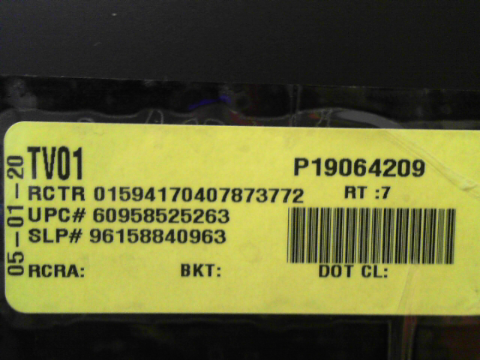 05-01-20
TV01 P19064209
RCTR 01594170407873772 RT :7
UPC# 60958525263
SLP# 96158840963
RCRA: BKT: DOT CL: